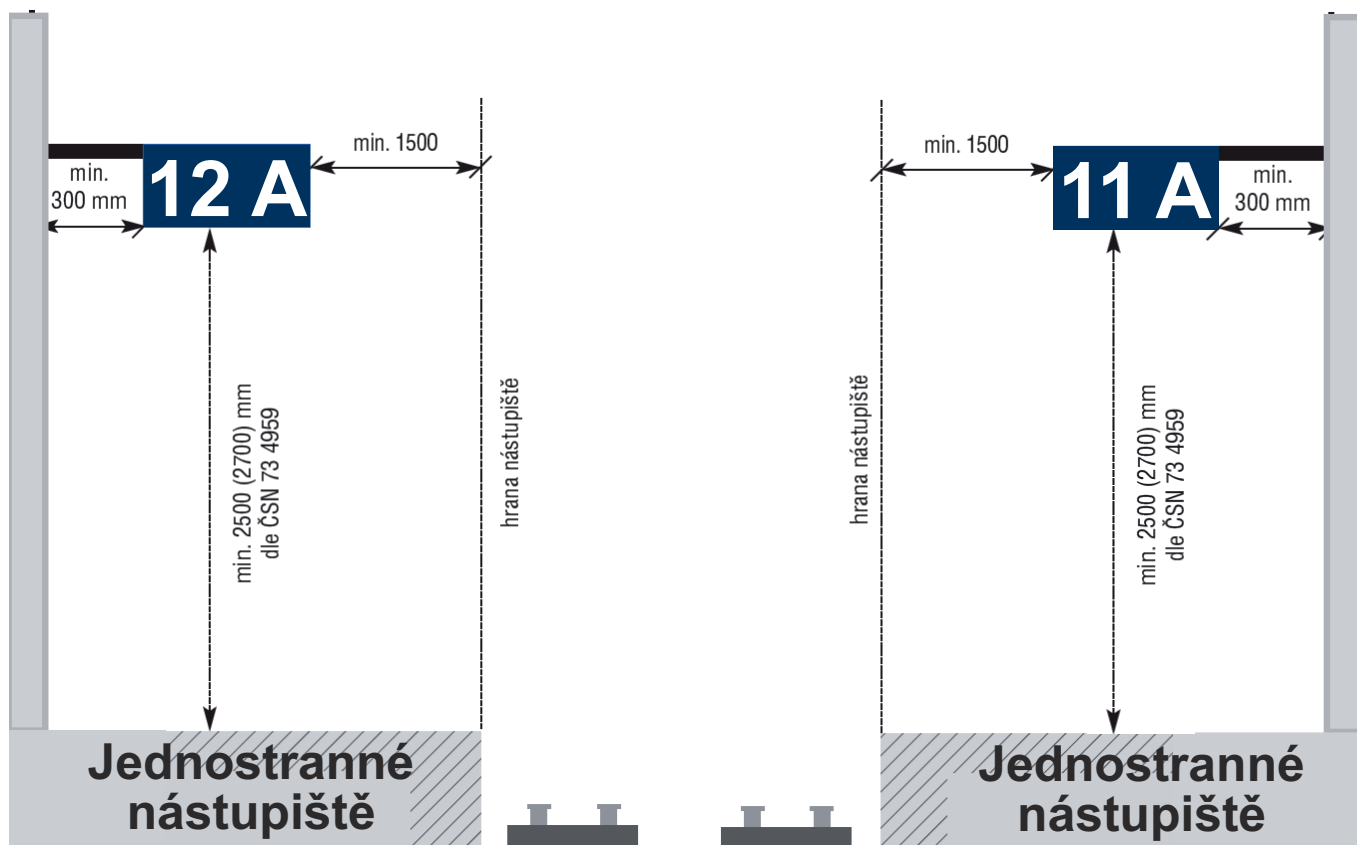 min.
300 mm
12 A
min. 1500
min. 2500 (2700) mm
dle ČSN 73 4959
hrana nástupiště
Jednostranné
nástupiště
min. 1500
11 A
min.
300 mm
hrana nástupiště
min. 2500 (2700) mm
dle ČSN 73 4959
Jednostranné
nástupiště